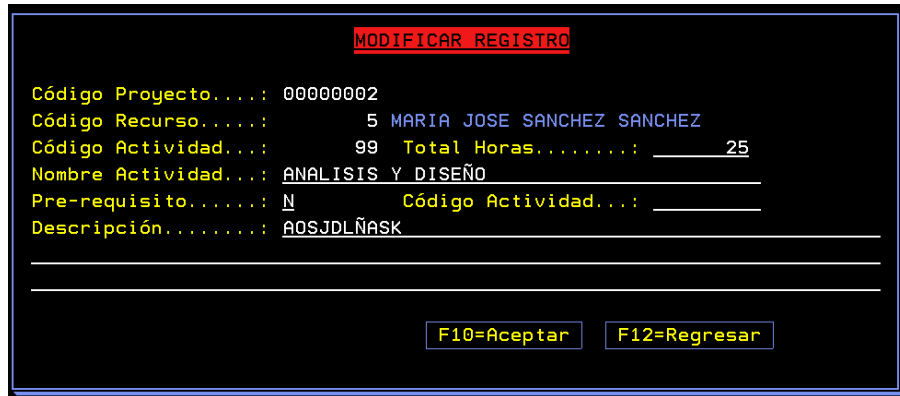 MODIFICAR REGISTRO
Código Proyecto....: 00000002
Código Recurso.....: 5 MARIA JOSE SANCHEZ SANCHEZ
Código Actividad...: 99 Total Horas........: 25
Nombre Actividad...: ANALISIS Y DISEÑO
Pre-requisito......: N Código Actividad...:
Descripción........: AOSJDLÑASK
F10=Aceptar F12=Regresar